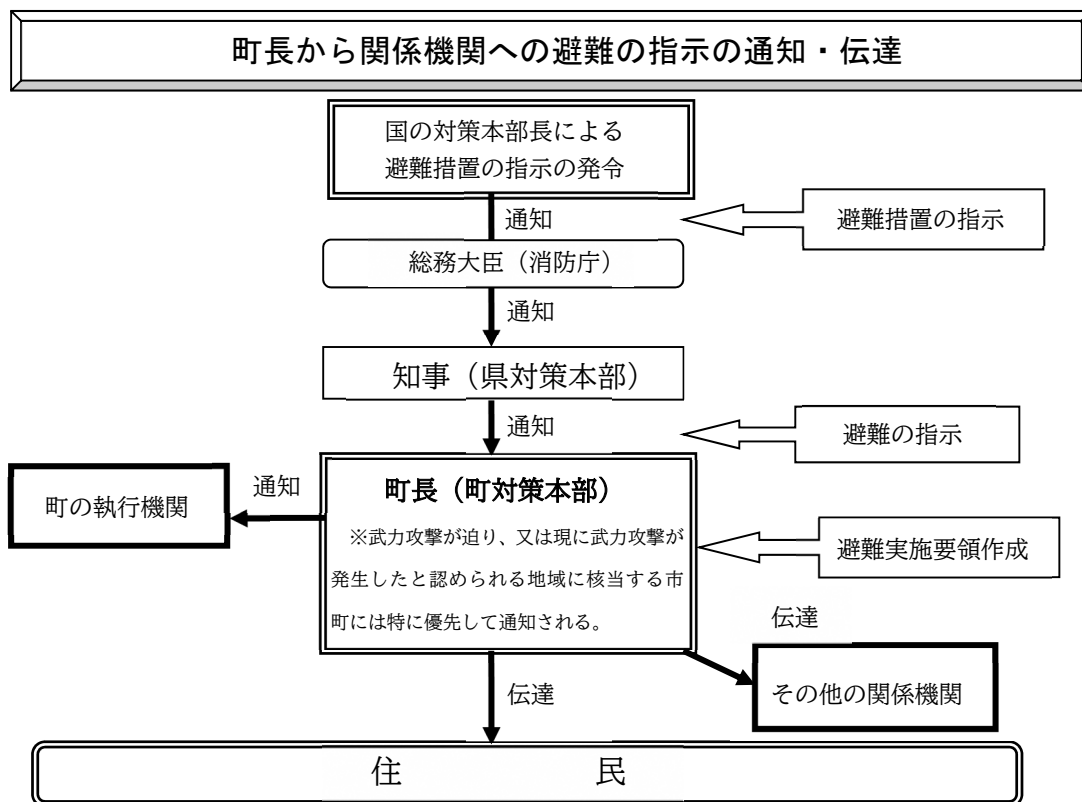 町長から関係機関への避難の指示の通知・伝達
国の対策本部長による
避難措置の指示の発令
通知
避難措置の指示
総務大臣（消防庁）
通知
知事（県対策本部）
通知
避難の指示
町長（町対策本部）
※武力攻撃が迫り、又は現に武力攻撃が
発生したと認められる地域に核当する市
町には特に優先して通知される。
通知
町の執行機関
避難実施要領作成
伝達
その他の関係機関
伝達
住　　　　　民